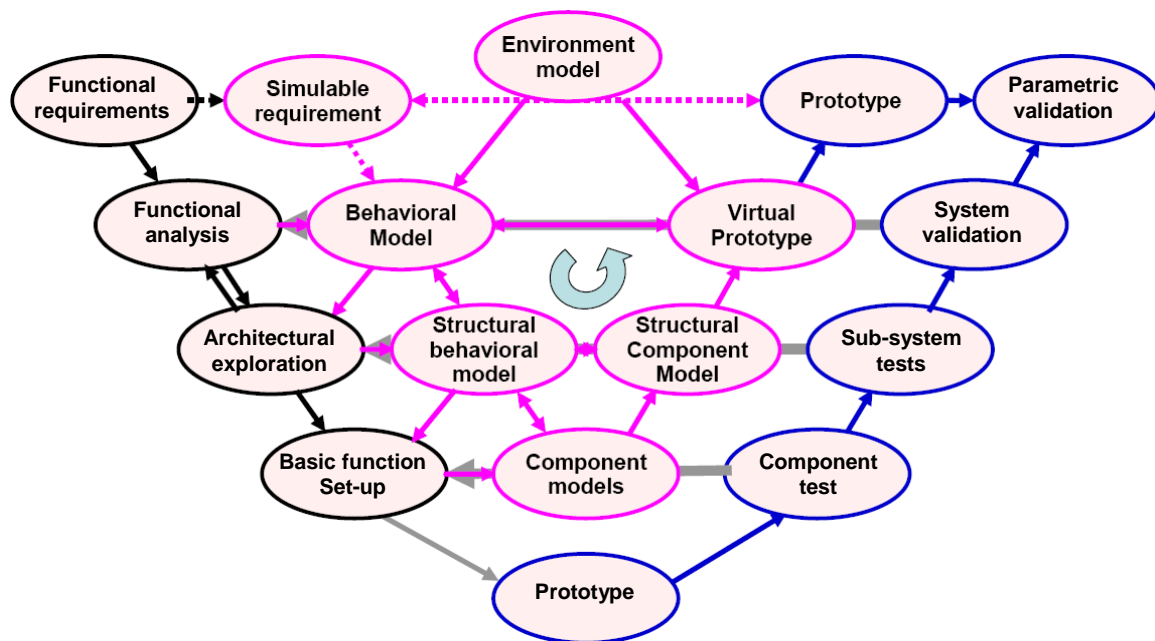 Environment
model
Functional
requirements
Simulable
requirement
Prototype
Parametric
validation
Functional
analysis
Behavioral
Model
Virtual
Prototype
System
validation
Architectural
exploration
Structural
behavioral
model
Structural
Component
Model
Sub-system
tests
Basic function
Set-up
Component
models
Component
test
Prototype